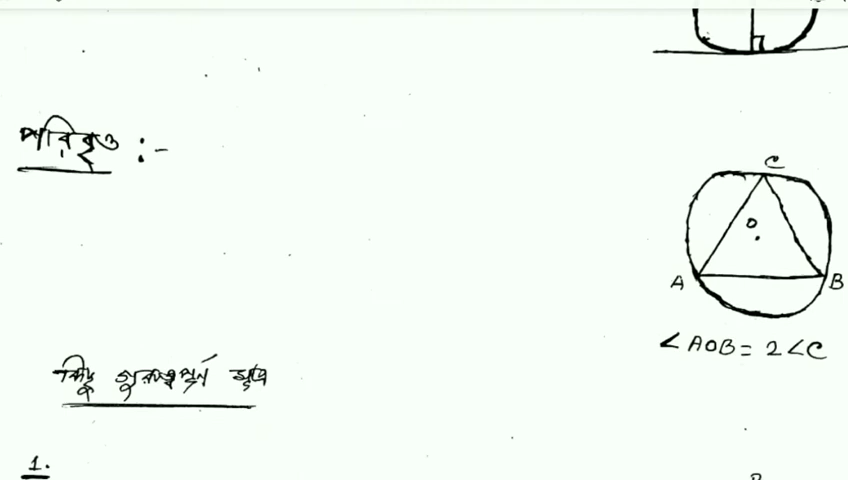 পরিবৃত্ত :-
C
O
A B
∠AOB = 2∠C
কিছু গুরুত্বপূর্ণ সূত্র
1.